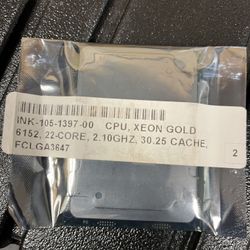 INK-105-1397-00 CPU, XEON GOLD
6152, 22-CORE, 2.10GHZ, 30.25 CACHE,
FCLGA3647
2